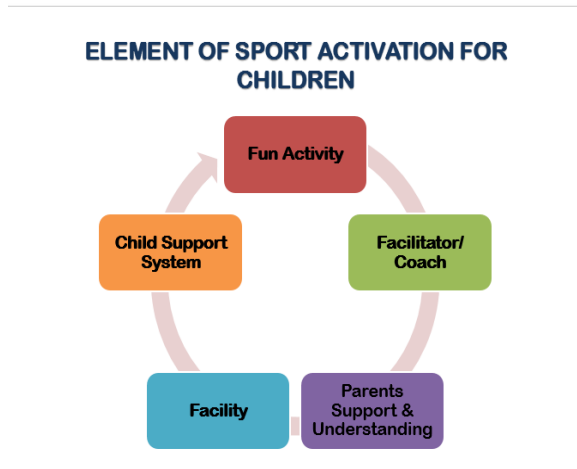 ELEMENT OF SPORT ACTIVATION FOR
CHILDREN
Fun Activity
Facilitator/
Coach
Parents
Support &
Understanding
Facility
Child Support
System